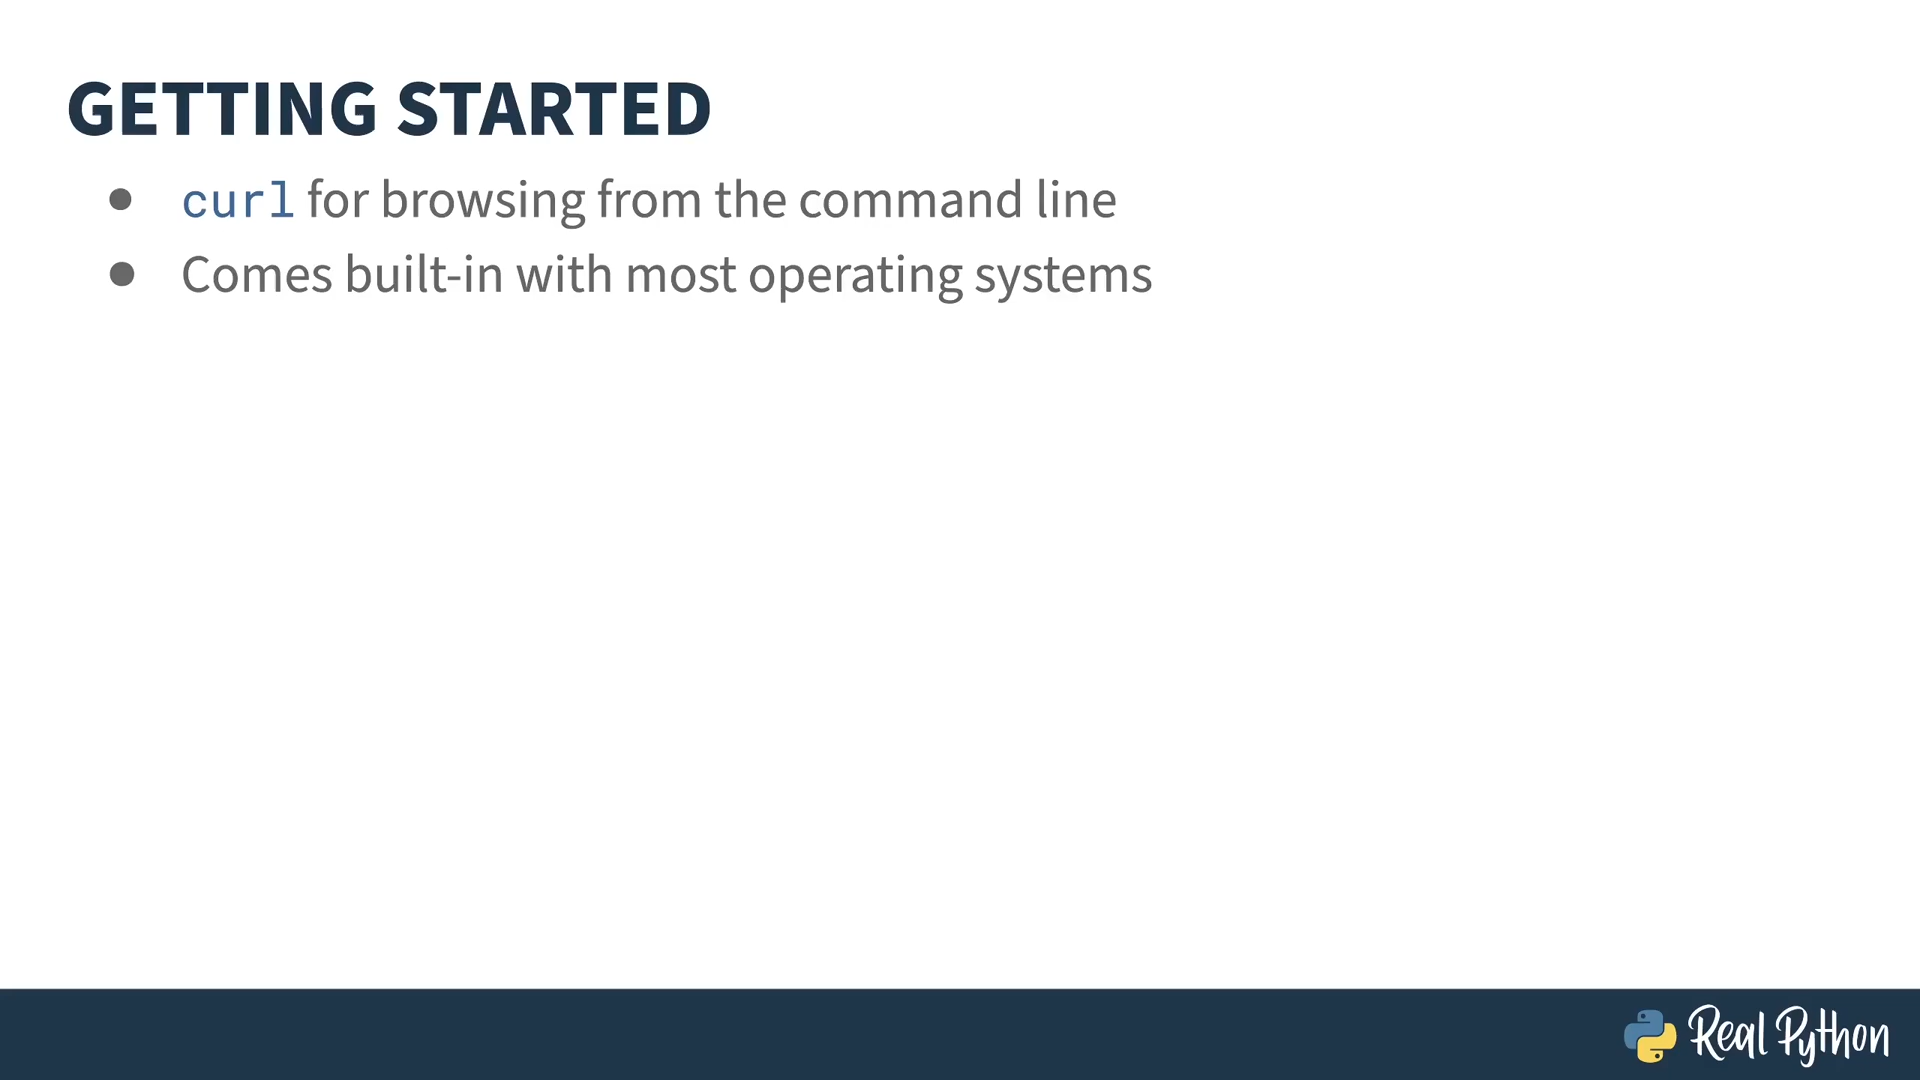 GETTING STARTED
● curl for browsing from the command line
● Comes built-in with most operating systems
Real Python